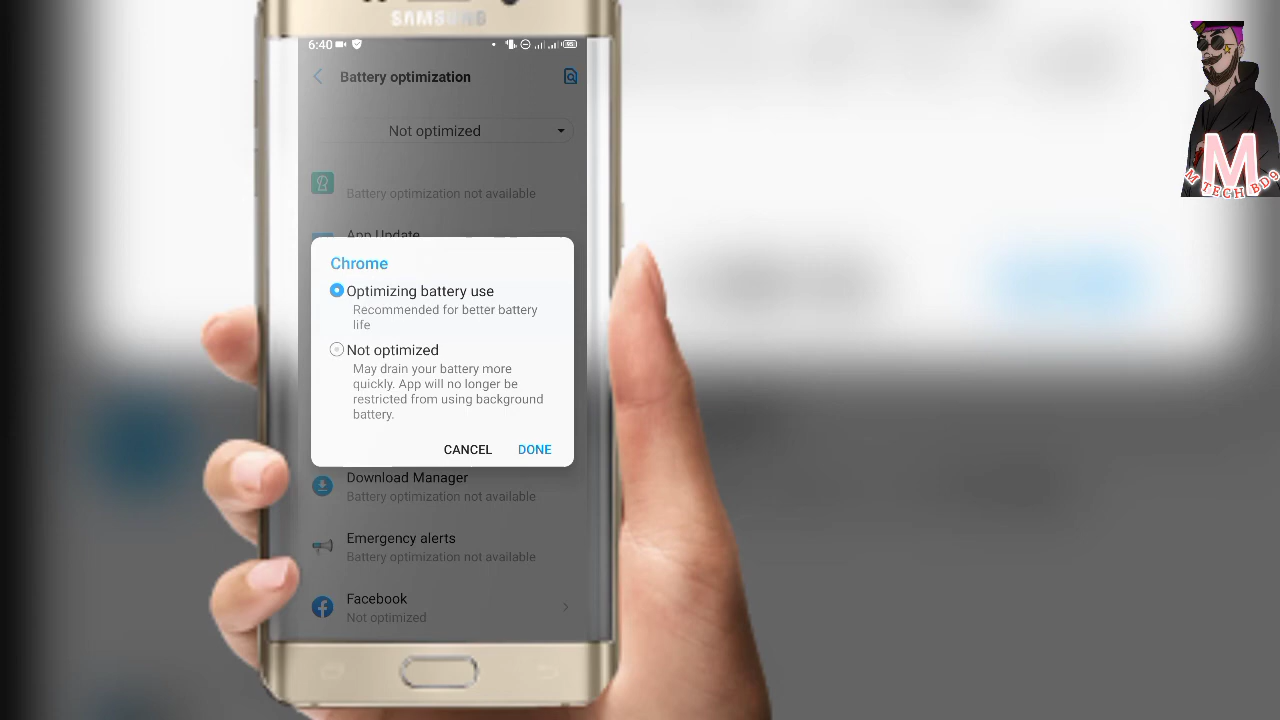 SAMSUNG
6:40
Battery optimization
Not optimized
Battery optimization not available
App Update
Chrome
Optimizing battery use
Recommended for better battery
life
Not optimized
May drain your battery more
quickly. App will no longer be
restricted from using background
battery.
CANCEL DONE
Download Manager
Battery optimization not available
Emergency alerts
Battery optimization not available
Facebook
Not optimized
M
M TECH BD9